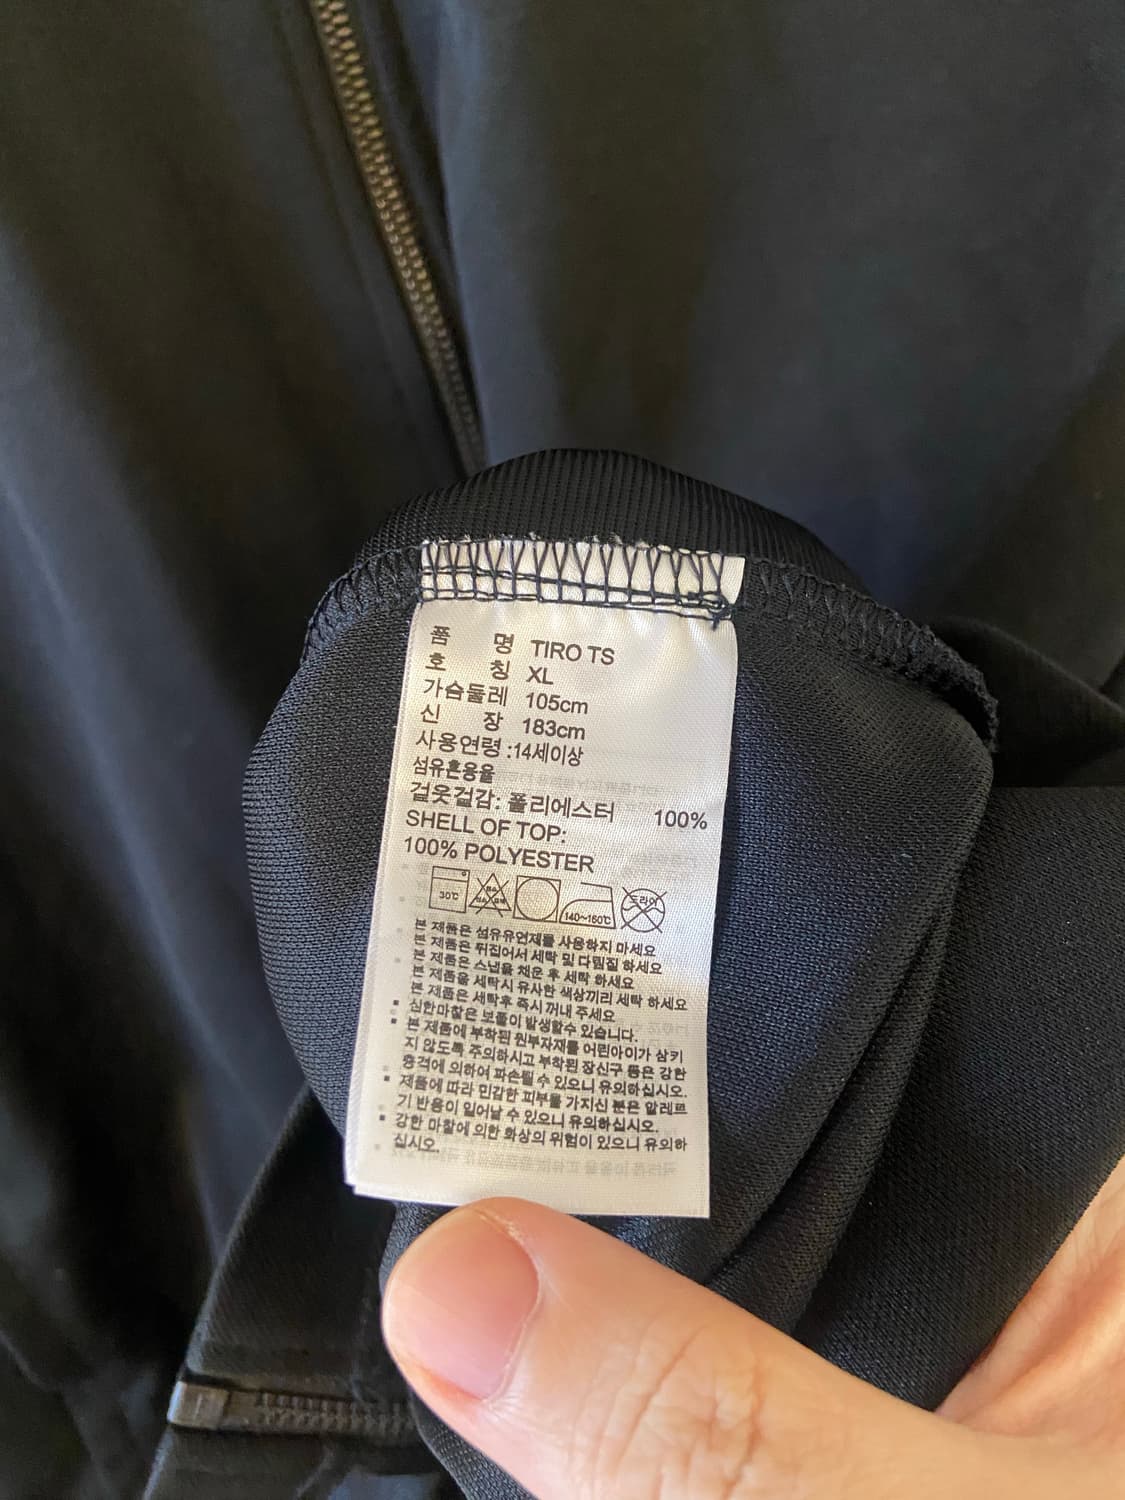 품 명 TIRO TS
호 칭 XL
가슴둘레 105cm
신 장 183cm
사용연령 :14세이상
섬유혼용율
겉옷겉감: 폴리에스터 100%
SHELL OF TOP:
100% POLYESTER
30℃ 140~160℃ 드라이
본 제품은 섬유유연제를 사용하지 마세요
본 제품은 뒤집어서 세탁 및 다림질 하세요
본 제품은 스냅을 채운 후 세탁 하세요
본 제품을 세탁시 유사한 색상끼리 세탁 하세요
본 제품은 세탁후 즉시 꺼내 주세요
심한마찰은 보풀이 발생할수 있습니다.
본 제품에 부착된 원부자재를 어린아이가 삼키
지 않도록 주의하시고 부착된 장신구 등은 강한
충격에 의하여 파손될 수 있으니 유의하십시오.
제품에 따라 민감한 피부를 가지신 분은 알레르
기 반응이 일어날 수 있으니 유의하십시오.
강한 마찰에 의한 화상의 위험이 있으니 유의하
십시오.